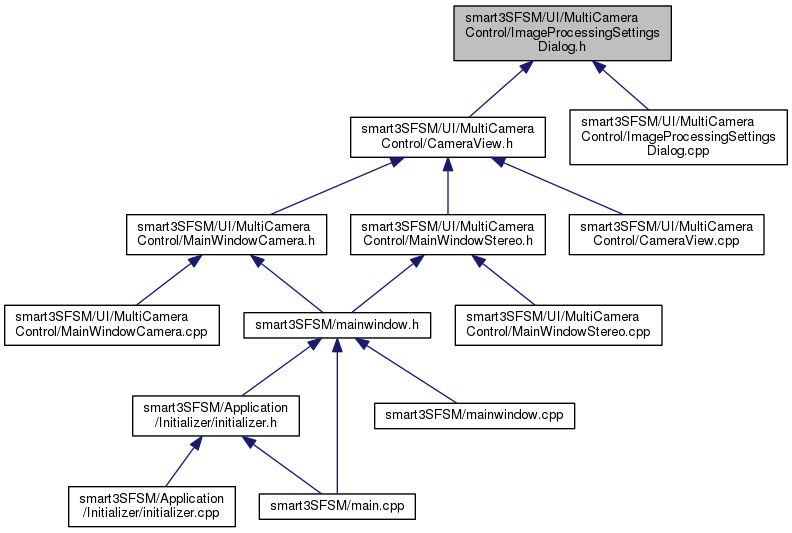 smart3SFSM/UI/MultiCamera
Control/ImageProcessingSettings
Dialog.h
smart3SFSM/UI/MultiCamera
Control/CameraView.h
smart3SFSM/UI/MultiCamera
Control/ImageProcessingSettings
Dialog.cpp
smart3SFSM/UI/MultiCamera
Control/MainWindowCamera.h
smart3SFSM/UI/MultiCamera
Control/MainWindowStereo.h
smart3SFSM/UI/MultiCamera
Control/CameraView.cpp
smart3SFSM/UI/MultiCamera
Control/MainWindowCamera.cpp
smart3SFSM/mainwindow.h
smart3SFSM/UI/MultiCamera
Control/MainWindowStereo.cpp
smart3SFSM/Application
/Initializer/initializer.h
smart3SFSM/mainwindow.cpp
smart3SFSM/Application
/Initializer/initializer.cpp
smart3SFSM/main.cpp